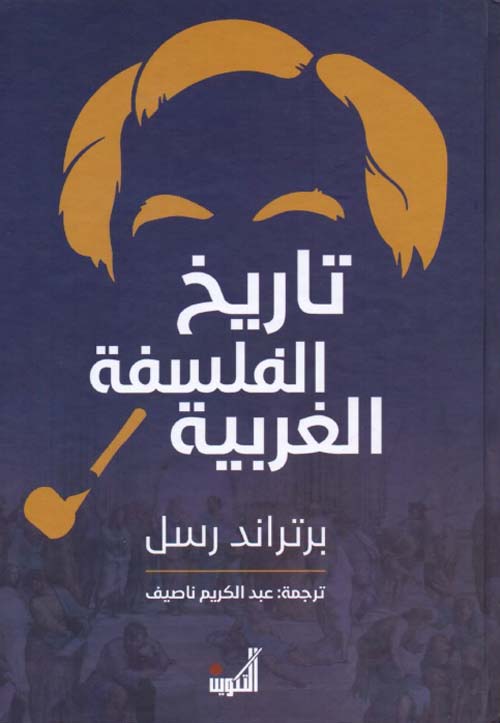 تاريخ
الفلسفة
الغربية
برتراند رسل
ترجمة: عبد الكريم ناصيف
التكوين